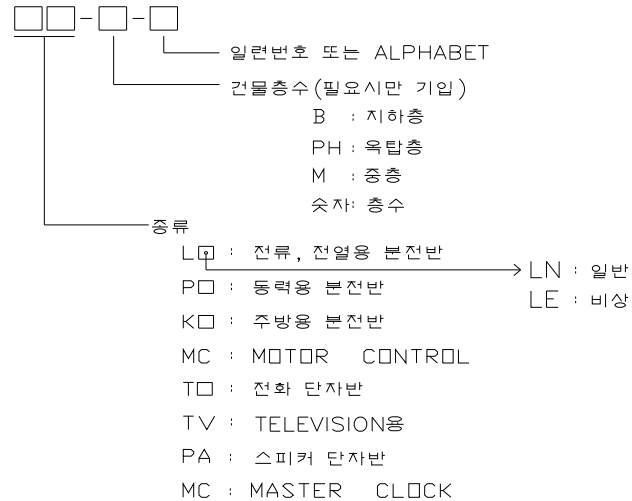 □□-□-□
일련번호 또는 ALPHABET
건물층수(필요시만 기입)
B : 지하층
PH : 옥탑층
M : 중층
숫자: 층수
종류
L□ : 전류, 전열용 분전반
LN : 일반
P□ : 동력용 분전반
LE : 비상
K□ : 주방용 분전반
MC : MOTOR CONTROL
T□ : 전화 단자반
TV : TELEVISION용
PA : 스피커 단자반
MC : MASTER CLOCK